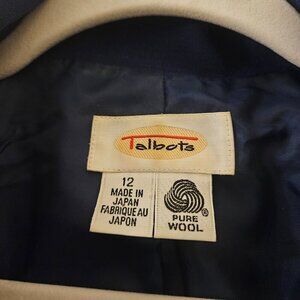 Talbots
12
MADE IN
JAPAN
FABRIQUE AU
JAPON
PURE
WOOL
®